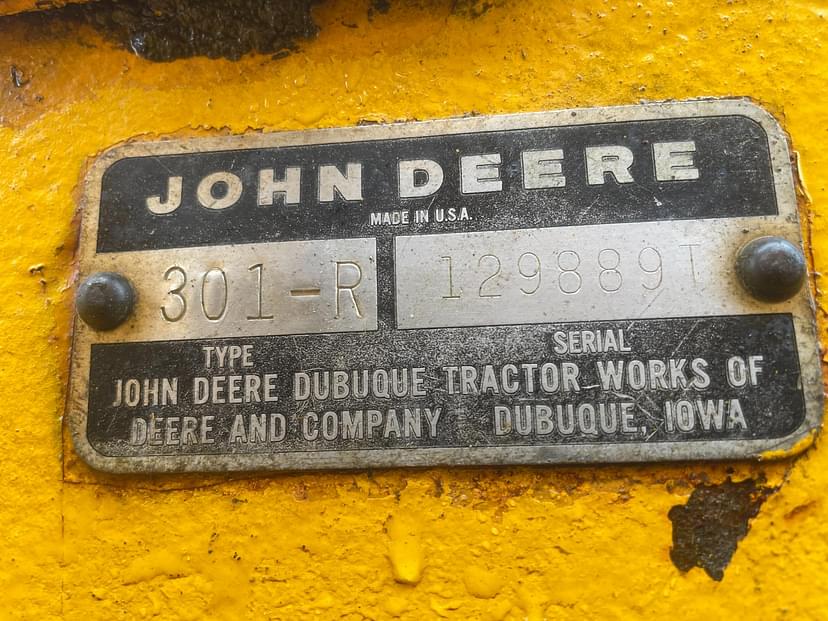 JOHN DEERE
MADE IN U.S.A.
301-R 129889T
TYPE SERIAL
JOHN DEERE DUBUQUE TRACTOR WORKS OF
DEERE AND COMPANY DUBUQUE, IOWA